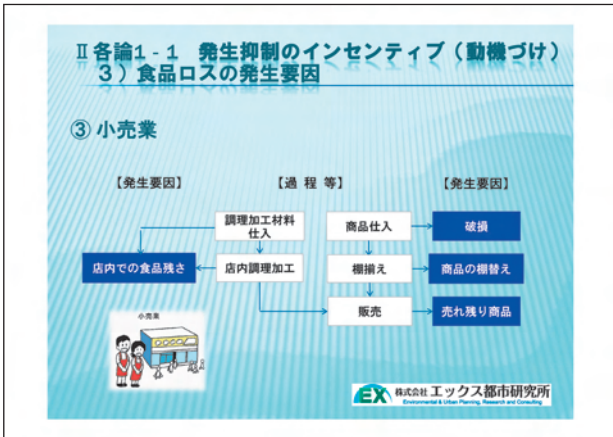 Ⅱ各論1-1 発生抑制のインセンティブ（動機づけ）
3）食品ロスの発生要因
③ 小売業
【発生要因】 【過 程 等】 【発生要因】
調理加工材料
仕入
商品仕入
破損
店内での食品残さ
店内調理加工
棚揃え
商品の棚替え
販売
売れ残り商品
小売業
EX 株式会社 エックス都市研究所
Environmental & Urban Planning, Research and Consulting